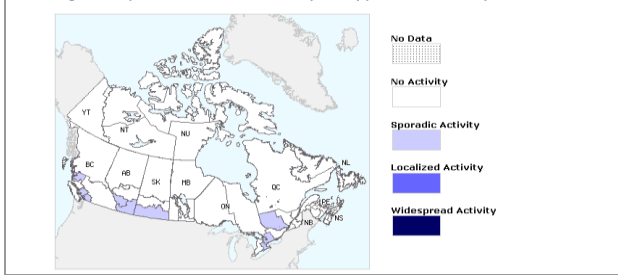 No Data
No Activity
Sporadic Activity
Localized Activity
Widespread Activity
YT
NT
NU
BC
AB
SK
MB
ON
QC
NL
PE
NB
NS